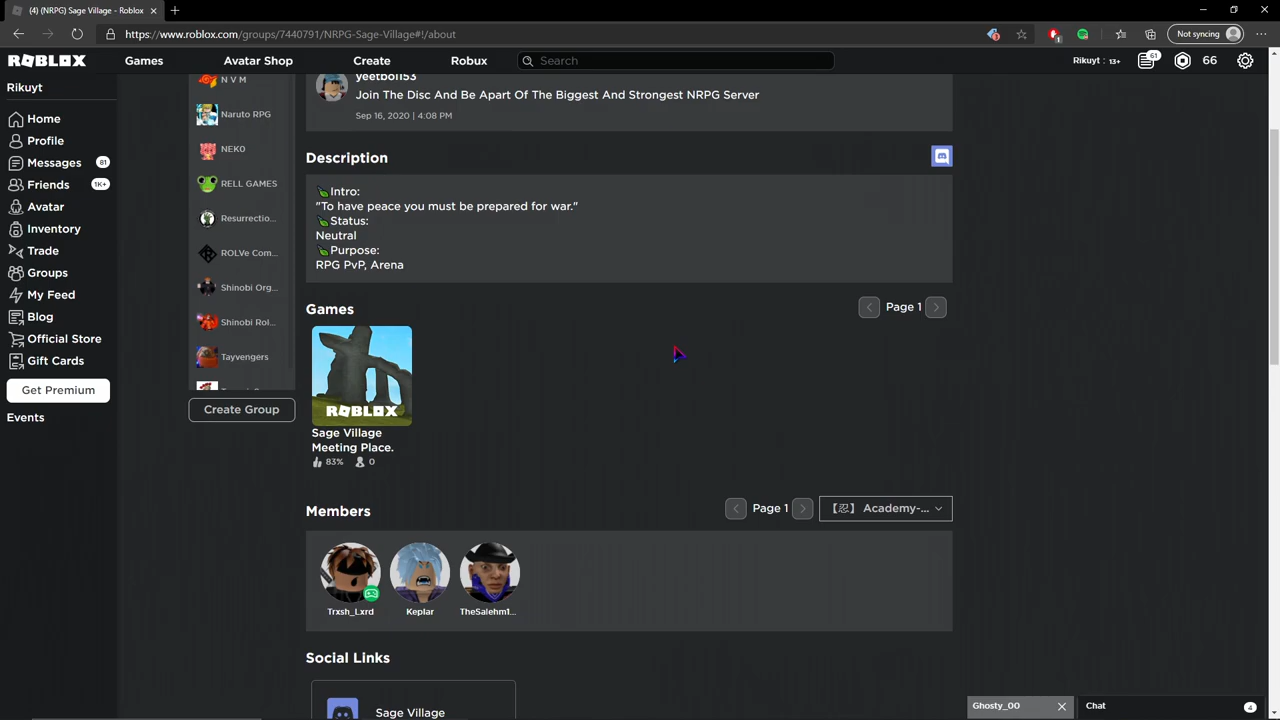 (4) (NRPG) Sage Village - Roblox
https://www.roblox.com/groups/7440791/NRPG-Sage-Village#!/about
1
Not syncing
ROBLOX
Games
Avatar Shop
Create
Robux
Search
Rikuyt : 13+
61
66
Rikuyt
Home
Profile
Messages
81
Friends
1K+
Avatar
Inventory
Trade
Groups
My Feed
Blog
Official Store
Gift Cards
Get Premium
Events
N V M
Naruto RPG
NEK0
RELL GAMES
Resurrectio...
ROLVe Com...
Shinobi Org...
Shinobi Rol...
Tayvengers
Create Group
yeetboi153
Join The Disc And Be Apart Of The Biggest And Strongest NRPG Server
Sep 16, 2020 | 4:08 PM
Description
Intro:
"To have peace you must be prepared for war."
Status:
Neutral
Purpose:
RPG PvP, Arena
Games
Page 1
ROBLOX
Sage Village
Meeting Place.
83%
0
Members
Page 1
【忍】 Academy-...
Trxsh_Lxrd
Keplar
TheSalehm1...
Social Links
Sage Village
Ghosty_00
Chat
4